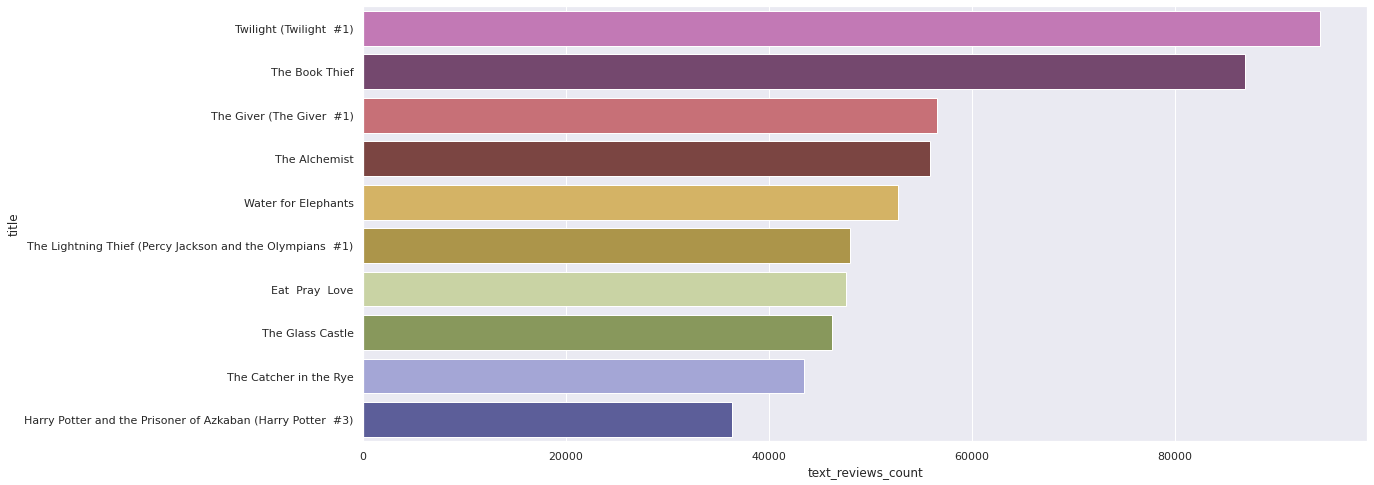 Twilight (Twilight  #1)
The Book Thief
The Giver (The Giver  #1)
The Alchemist
Water for Elephants
title
The Lightning Thief (Percy Jackson and the Olympians  #1)
Eat  Pray  Love
The Glass Castle
The Catcher in the Rye
Harry Potter and the Prisoner of Azkaban (Harry Potter  #3)
0 20000 40000 60000 80000
text_reviews_count